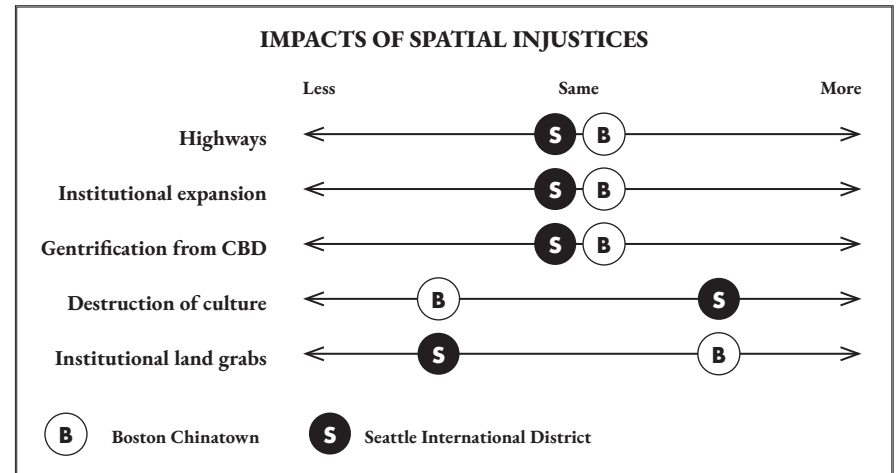 IMPACTS OF SPATIAL INJUSTICES
Less Same More
Highways S B
Institutional expansion S B
Gentrification from CBD S B
Destruction of culture B S
Institutional land grabs S B
B Boston Chinatown S Seattle International District